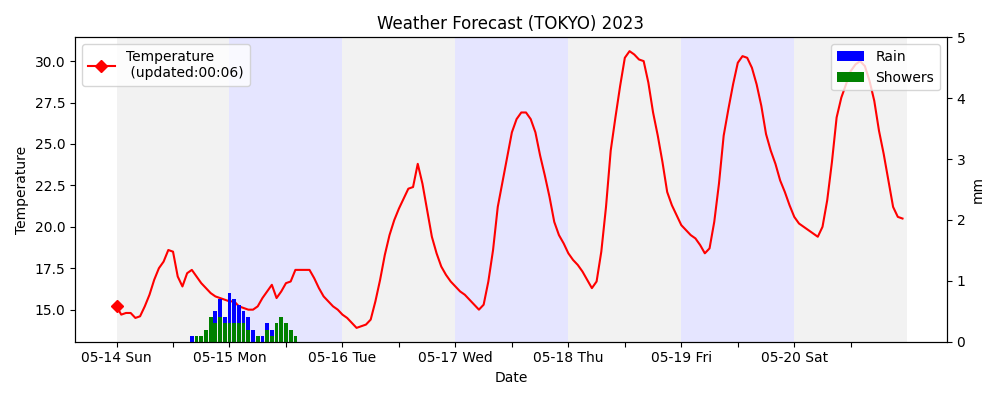 Weather Forecast (TOKYO) 2023
Temperature
(updated:00:06)
Rain
Showers
Temperature
30.0
27.5
25.0
22.5
20.0
17.5
15.0
5
4
3
2
1
0
mm
05-14 Sun
05-15 Mon
05-16 Tue
05-17 Wed
05-18 Thu
05-19 Fri
05-20 Sat
Date